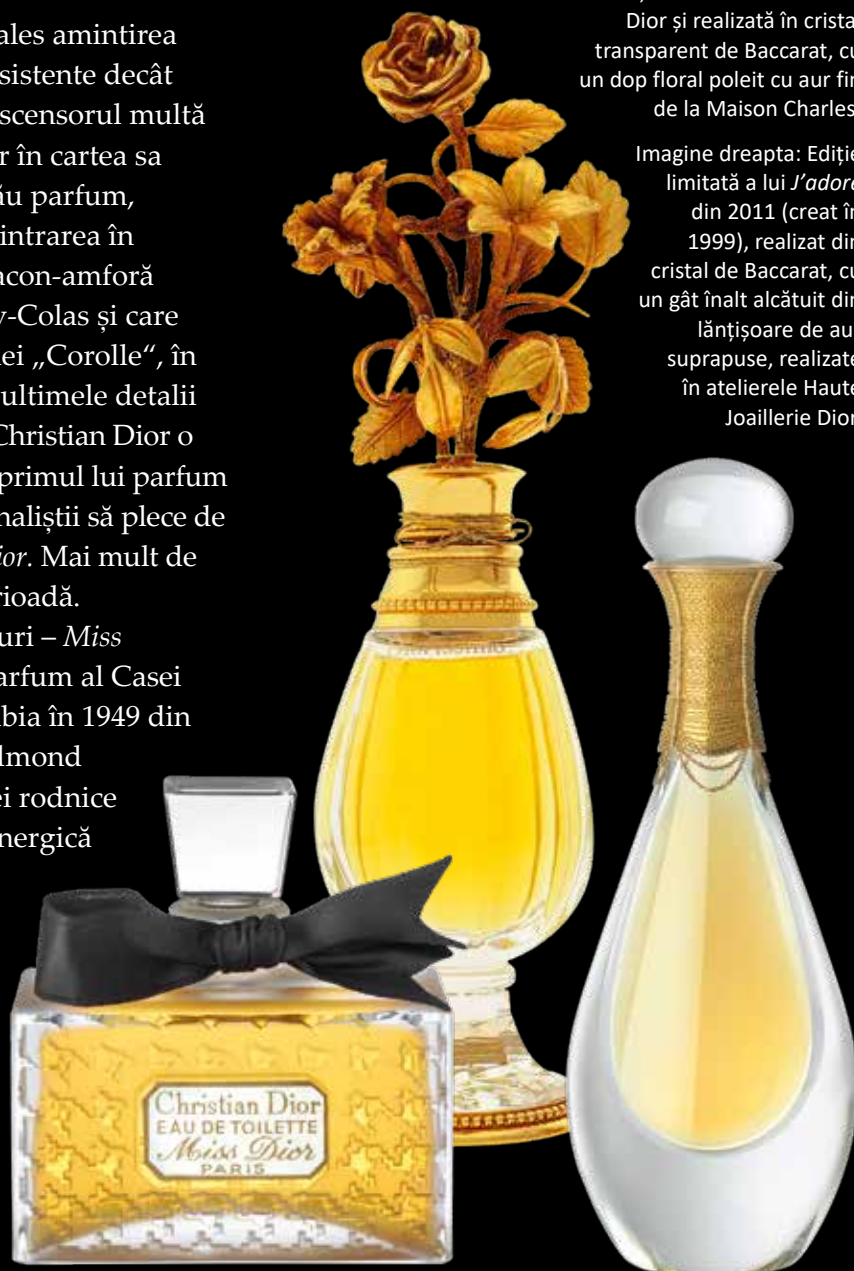 ales amintirea
sistente decât
scensorul multă
r în cartea sa
ău parfum,
intrarea în
acon-amforă
y-Colas și care
ei „Corolle“, în
ultimele detalii
Christian Dior o
primul lui parfum
naliștii să plece de
ior. Mai mult de
rioadă.
uri – Miss
arfum al Casei
bia în 1949 din
lmond
ei rodnice
nergică
Dior și realizată în cristal
transparent de Baccarat, cu
un dop floral poleit cu aur fin
de la Maison Charles
Imagine dreapta: Ediție
limitată a lui J’adore
din 2011 (creat în
1999), realizat din
cristal de Baccarat, cu
un gât înalt alcătuit din
lănțișoare de au
suprapuse, realizate
în atelierele Haute
Joaillerie Dior
Christian Dior
EAU DE TOILETTE
Miss Dior
PARIS